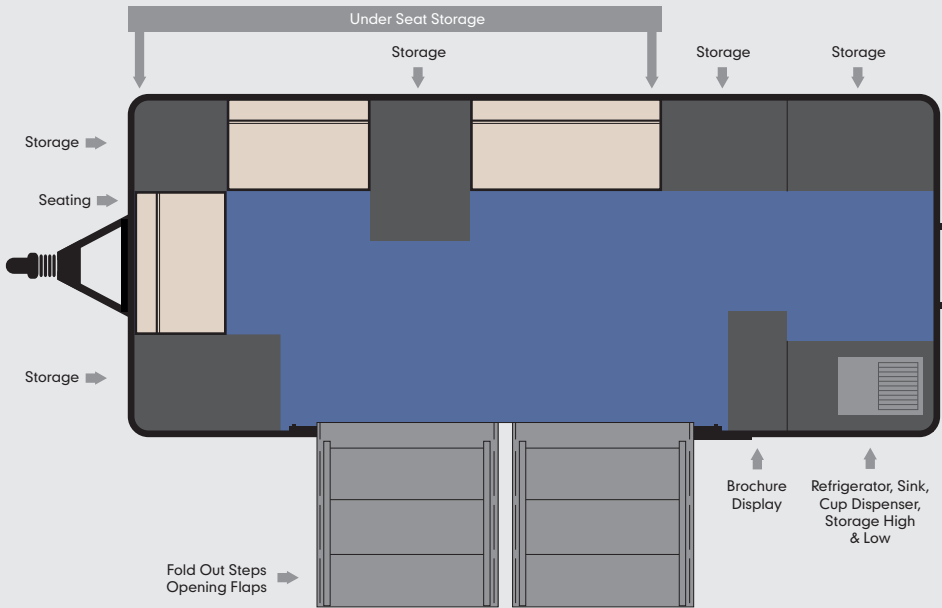 Under Seat Storage
Storage
Storage
Storage
Storage
Seating
Storage
Brochure
Display
Refrigerator, Sink,
Cup Dispenser,
Storage High
& Low
Fold Out Steps
Opening Flaps